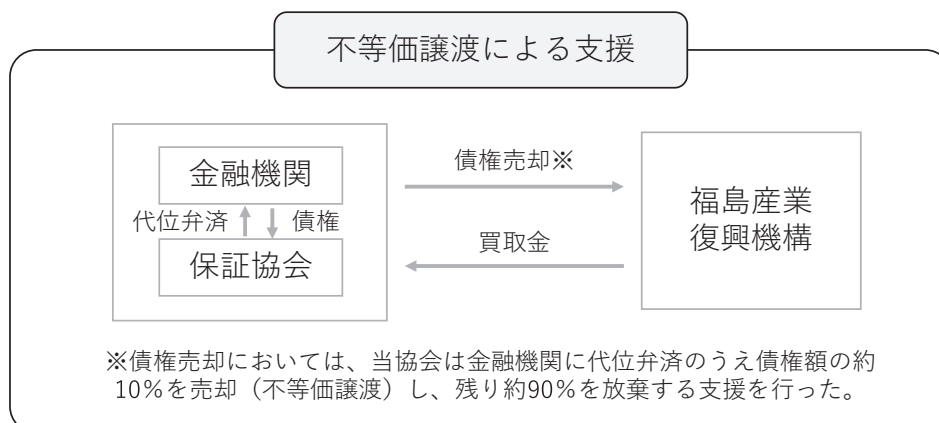 不等価譲渡による支援
金融機関
代位弁済
債権
保証協会
債権売却※
買取金
福島産業
復興機構
※債権売却においては、当協会は金融機関に代位弁済のうえ債権額の約
10%を売却（不等価譲渡）し、残り約90%を放棄する支援を行った。